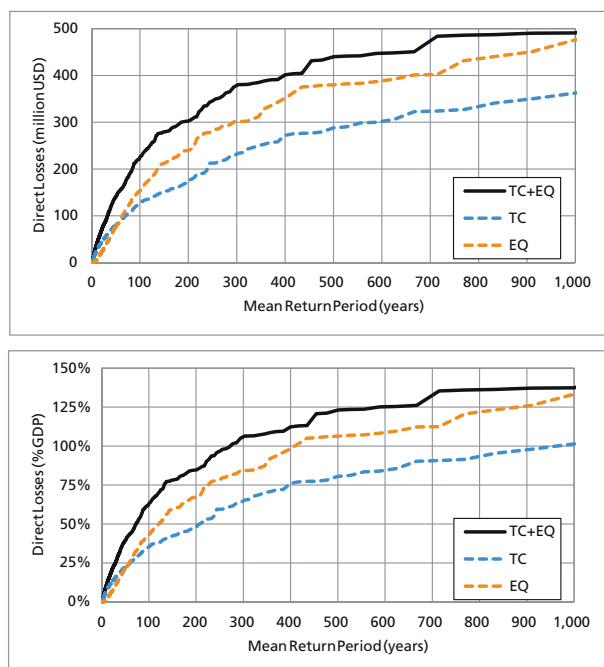 500
400
300
200
100
0
Direct Losses (million USD)
TC+EQ
TC
EQ
0 100 200 300 400 500 600 700 800 900 1,000
Mean Return Period (years)
150%
125%
100%
75%
50%
25%
0%
Direct Losses (%GDP)
TC+EQ
TC
EQ
0 100 200 300 400 500 600 700 800 900 1,000
Mean Return Period (years)